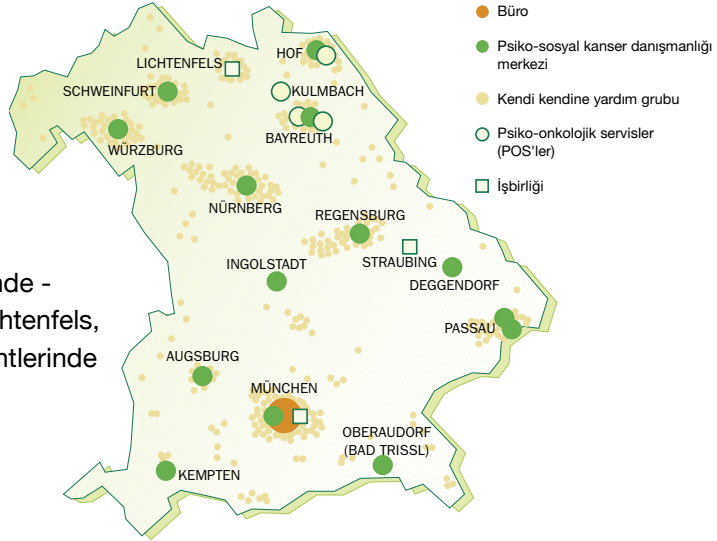 Büro
Psiko-sosyal kanser danışmanlığı
merkezi
Kendi kendine yardım grubu
Psiko-onkolojik servisler
(POS'ler)
İşbirliği
HOF
LICHTENFELS
SCHWEINFURT
KULMBACH
BAYREUTH
WÜRZBURG
NÜRNBERG
REGENSBURG
STRAUBING
INGOLSTADT
DEGGENDORF
PASSAU
AUGSBURG
MÜNCHEN
OBERAUDORF
(BAD TRISSL)
KEMPTEN
nde -
chtenfels,
ntlerinde